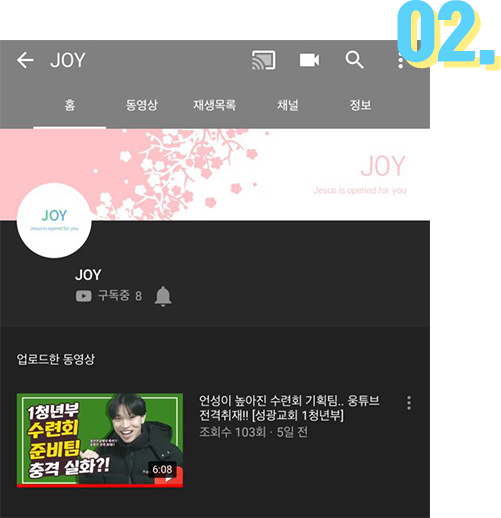 02.
JOY
홈 동영상 재생목록 채널 정보
JOY
Jesus is opened for you
JOY
Jesus is opened for you
JOY
구독중 8
업로드한 동영상
1청년부
수련회
준비팀
충격 실화?!
6:08
언성이 높아진 수련회 기획팀.. 웅튜브
전격취재!! [성광교회 1청년부]
조회수 103회 · 5일 전